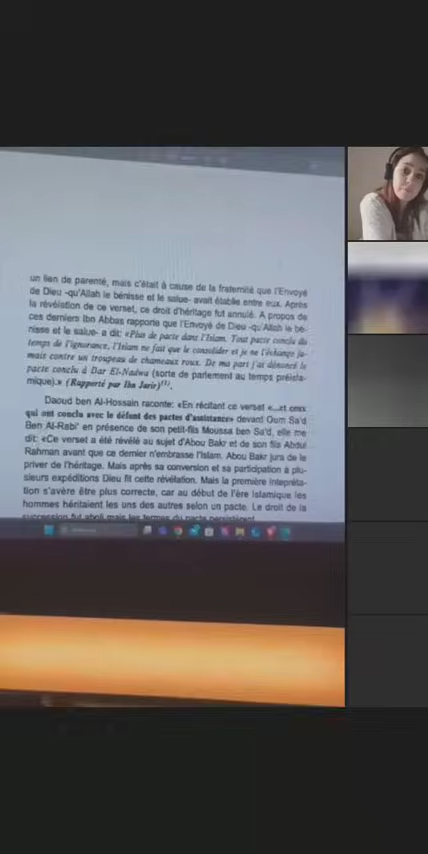 un lien de parenté, mais c'était à cause de la fraternité que l'Envoyé
de Dieu -qu'Allah le bénisse et le salue- avait établie entre eux. Après
la révélation de ce verset, ce droit d'héritage fut annulé. A propos de
ces derniers Ibn Abbas rapporte que l'Envoyé de Dieu -qu'Allah le bé-
nisse et le salue- a dit: «Plus de pacte dans l'Islam. Tout pacte conclu du
temps de l'ignorance, l'Islam ne fait que le consolider et je ne l'échange ja-
mais contre un troupeau de chameaux roux. De ma part j'ai dénoncé le
pacte conclu à Dar El-Nadwa (sorte de parlement au temps préisla-
mique).» (Rapporté par Ibn Jarir)(1).
Daoud ben Al-Hossain raconte: «En récitant ce verset «...et ceux
qui ont conclu avec le défunt des pactes d'assistance» devant Oum Sa'd
Ben Al-Rabi' en présence de son petit-fils Moussa ben Sa'd, elle me
dit: «Ce verset a été révélé au sujet d'Abou Bakr et de son fils Abdul
Rahman avant que ce dernier n'embrasse l'Islam. Abou Bakr jura de le
priver de l'héritage. Mais après sa conversion et sa participation à plu-
sieurs expéditions Dieu fit cette révélation. Mais la première intepréta-
tion s'avère être plus correcte, car au début de l'ère islamique les
hommes héritaient les uns des autres selon un pacte. Le droit de la
succession fut aboli mais les termes du pacte persistèrent